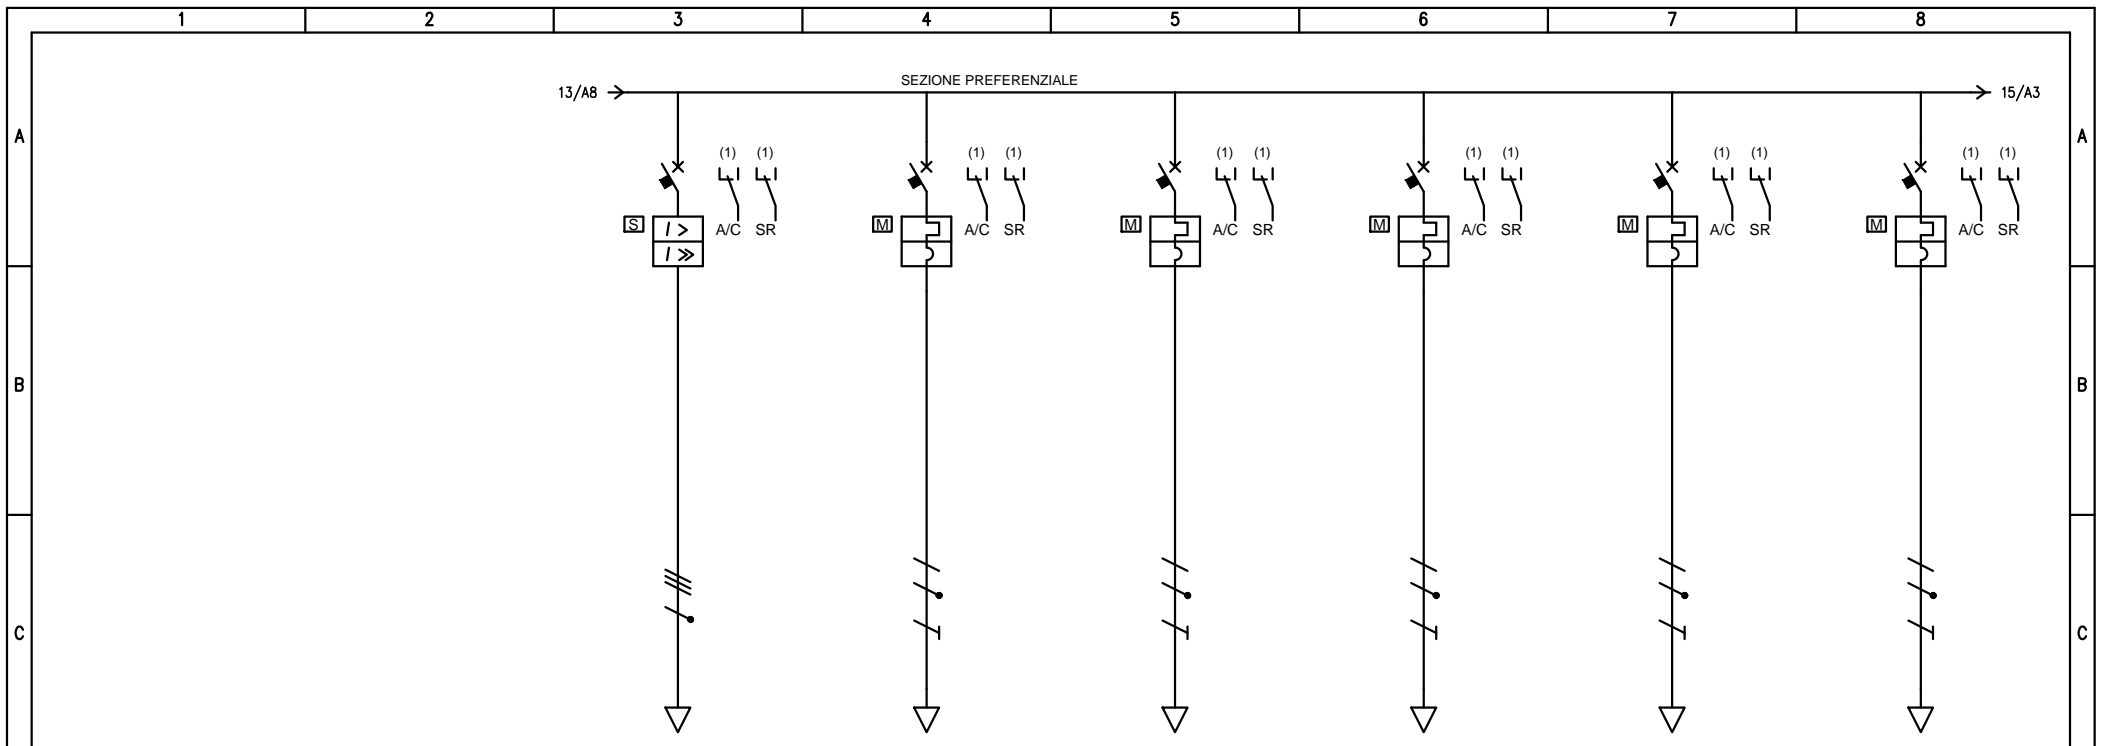 1 2 3 4 5 6 7 8
SEZIONE PREFERENZIALE
13/A8 15/A3
A A
(1) (1) (1) (1) (1) (1) (1) (1) (1) (1) (1) (1)
S I > A/C SR M A/C SR M A/C SR M A/C SR M A/C SR M A/C SR
I >>
B B
C C